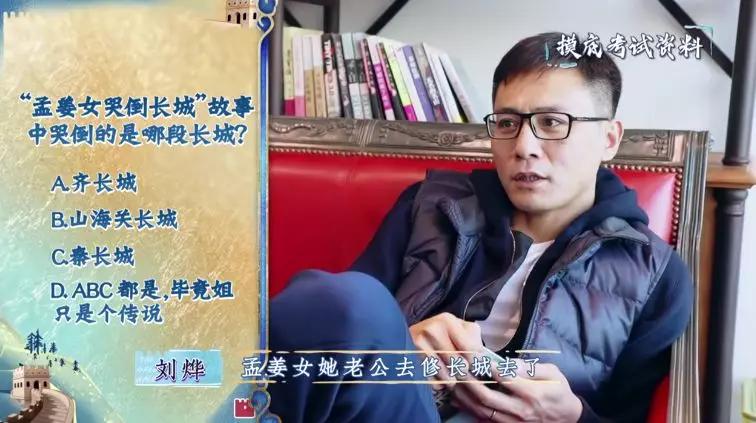 摸底考试资料
“孟姜女哭倒长城”故事
中哭倒的是哪段长城?
A.齐长城
B.山海关长城
C.秦长城
D. ABC都是,毕竟姐
只是个传说
刘烨
孟姜女她老公去修长城去了